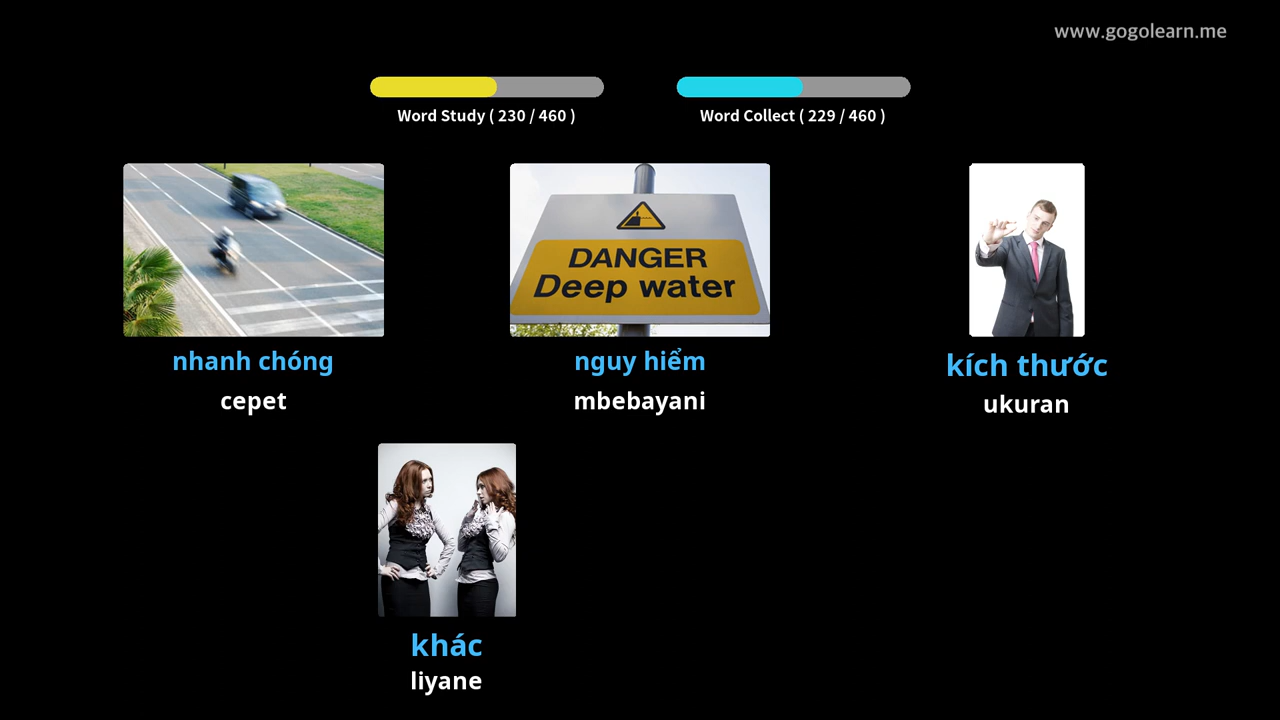 www.gogolearn.me
Word Study ( 230 / 460 )
Word Collect ( 229 / 460 )
DANGER
Deep water
nhanh chóng
cepet
nguy hiểm
mbebayani
kích thước
ukuran
khác
liyane